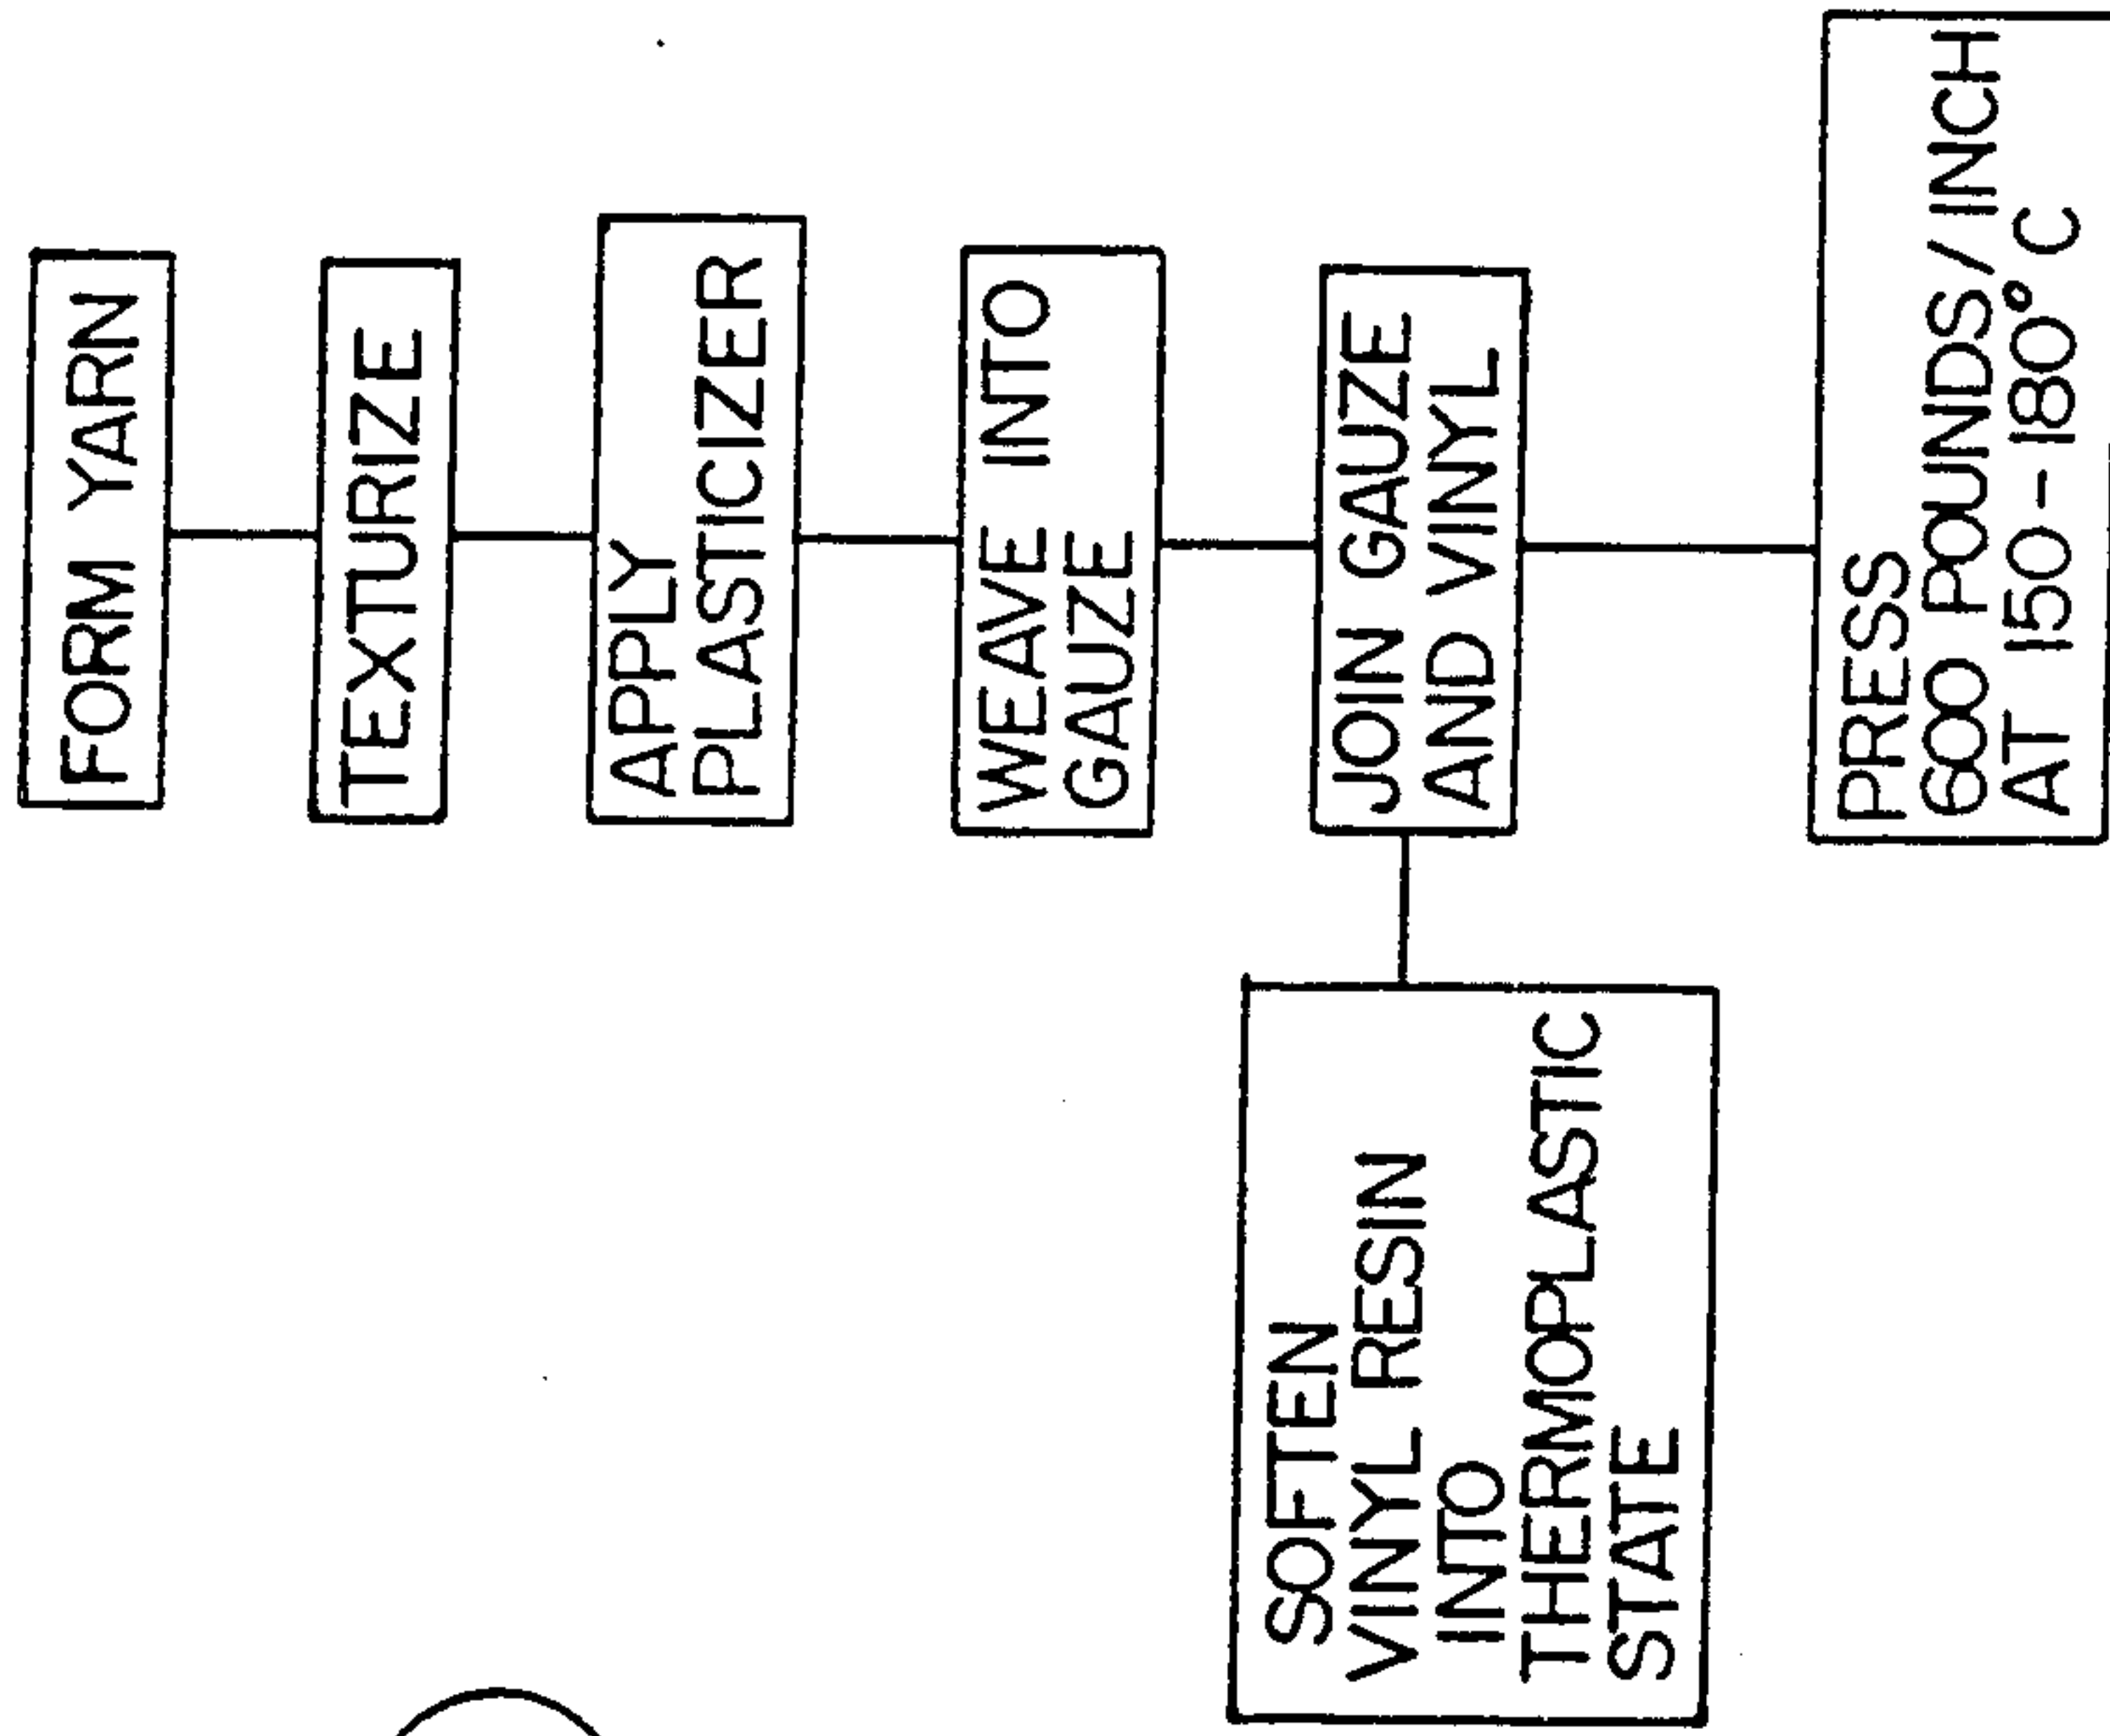 FORM YARN
TEXTURIZE
APPLY
PLASTICIZER
WEAVE INTO
GAUZE
JOIN GAUZE
AND VINYL
SOFTEN
VINYL RESIN
INTO
THERMOPLASTIC
STATE
PRESS
600 POUNDS/INCH
AT 150-180°C